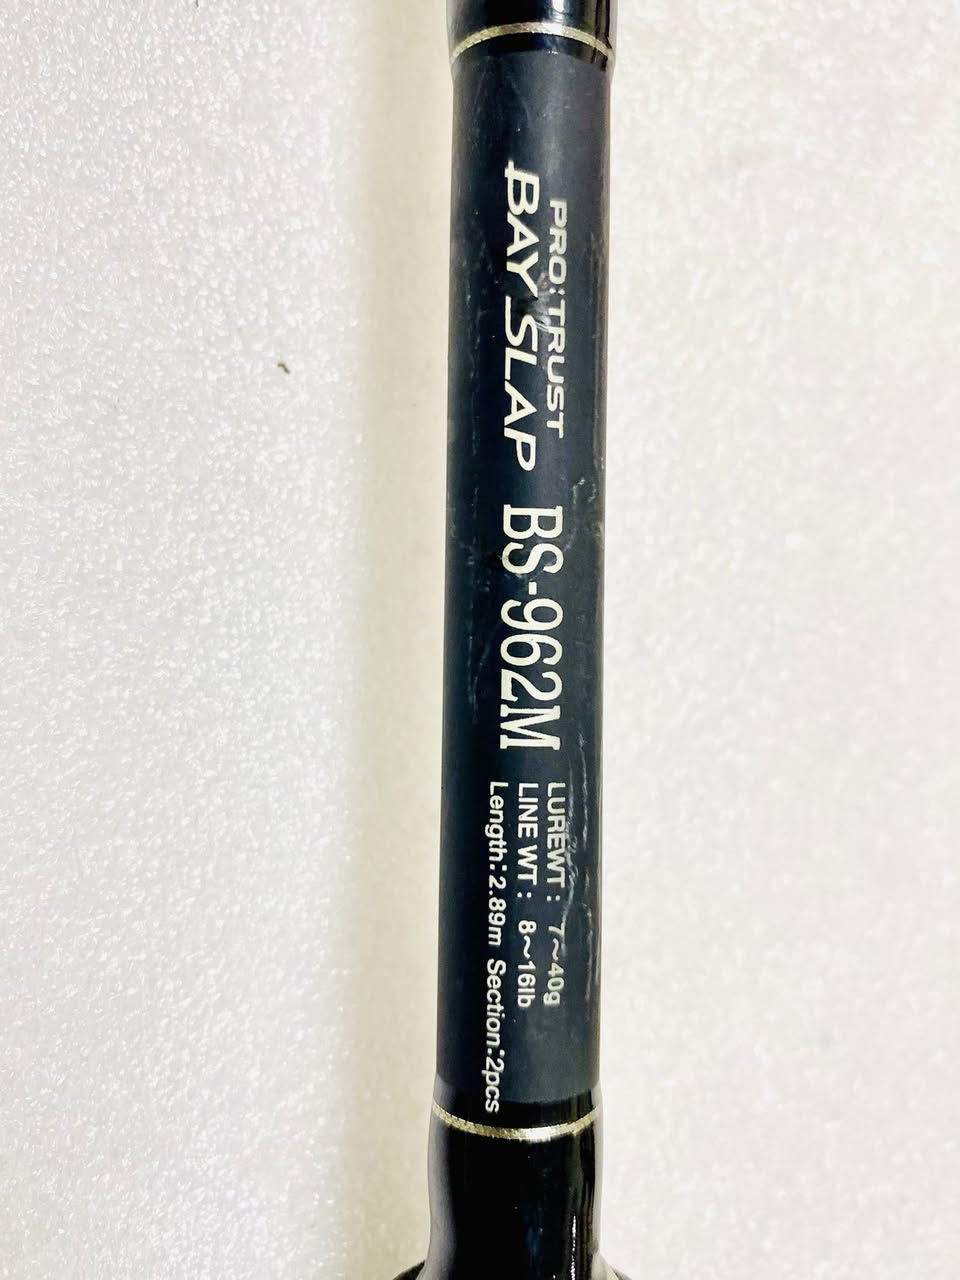 PRO:TRUST
BAY SLAP
BS-962M
LUREWT : 7~40g
LINE WT : 8~16lb
Length:2.89m Section:2pcs